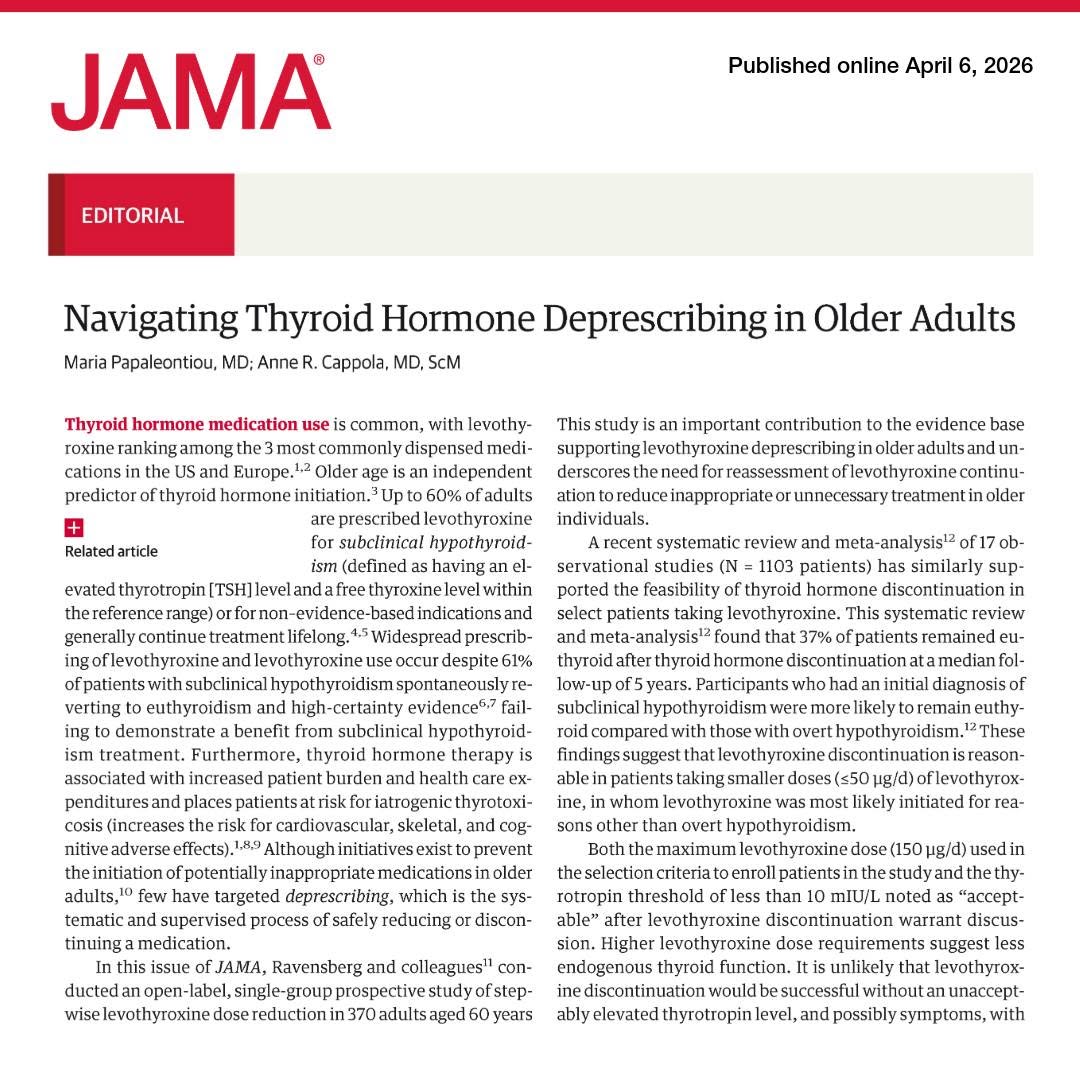 JAMA®
Published online April 6, 2026
EDITORIAL
Navigating Thyroid Hormone Deprescribing in Older Adults
Maria Papaleontiou, MD; Anne R. Cappola, MD, ScM
Thyroid hormone medication use is common, with levothy-
roxine ranking among the 3 most commonly dispensed medi-
cations in the US and Europe.1,2 Older age is an independent
predictor of thyroid hormone initiation.3 Up to 60% of adults
are prescribed levothyroxine
for subclinical hypothyroid-
ism (defined as having an el-
+
Related article
evated thyrotropin [TSH] level and a free thyroxine level within
the reference range) or for non–evidence-based indications and
generally continue treatment lifelong.4,5 Widespread prescrib-
ing of levothyroxine and levothyroxine use occur despite 61%
of patients with subclinical hypothyroidism spontaneously re-
verting to euthyroidism and high-certainty evidence6,7 fail-
ing to demonstrate a benefit from subclinical hypothyroid-
ism treatment. Furthermore, thyroid hormone therapy is
associated with increased patient burden and health care ex-
penditures and places patients at risk for iatrogenic thyrotoxi-
cosis (increases the risk for cardiovascular, skeletal, and cog-
nitive adverse effects).1,8,9 Although initiatives exist to prevent
the initiation of potentially inappropriate medications in older
adults,10 few have targeted deprescribing, which is the sys-
tematic and supervised process of safely reducing or discon-
tinuing a medication.
In this issue of JAMA, Ravensberg and colleagues11 con-
ducted an open-label, single-group prospective study of step-
wise levothyroxine dose reduction in 370 adults aged 60 years
This study is an important contribution to the evidence base
supporting levothyroxine deprescribing in older adults and un-
derscores the need for reassessment of levothyroxine continu-
ation to reduce inappropriate or unnecessary treatment in older
individuals.
A recent systematic review and meta-analysis12 of 17 ob-
servational studies (N = 1103 patients) has similarly sup-
ported the feasibility of thyroid hormone discontinuation in
select patients taking levothyroxine. This systematic review
and meta-analysis12 found that 37% of patients remained eu-
thyroid after thyroid hormone discontinuation at a median fol-
low-up of 5 years. Participants who had an initial diagnosis of
subclinical hypothyroidism were more likely to remain euthy-
roid compared with those with overt hypothyroidism.12 These
findings suggest that levothyroxine discontinuation is reason-
able in patients taking smaller doses (≤50 μg/d) of levothyrox-
ine, in whom levothyroxine was most likely initiated for rea-
sons other than overt hypothyroidism.
Both the maximum levothyroxine dose (150 μg/d) used in
the selection criteria to enroll patients in the study and the thy-
rotropin threshold of less than 10 mIU/L noted as “accept-
able” after levothyroxine discontinuation warrant discus-
sion. Higher levothyroxine dose requirements suggest less
endogenous thyroid function. It is unlikely that levothyrox-
ine discontinuation would be successful without an unaccept-
ably elevated thyrotropin level, and possibly symptoms, with